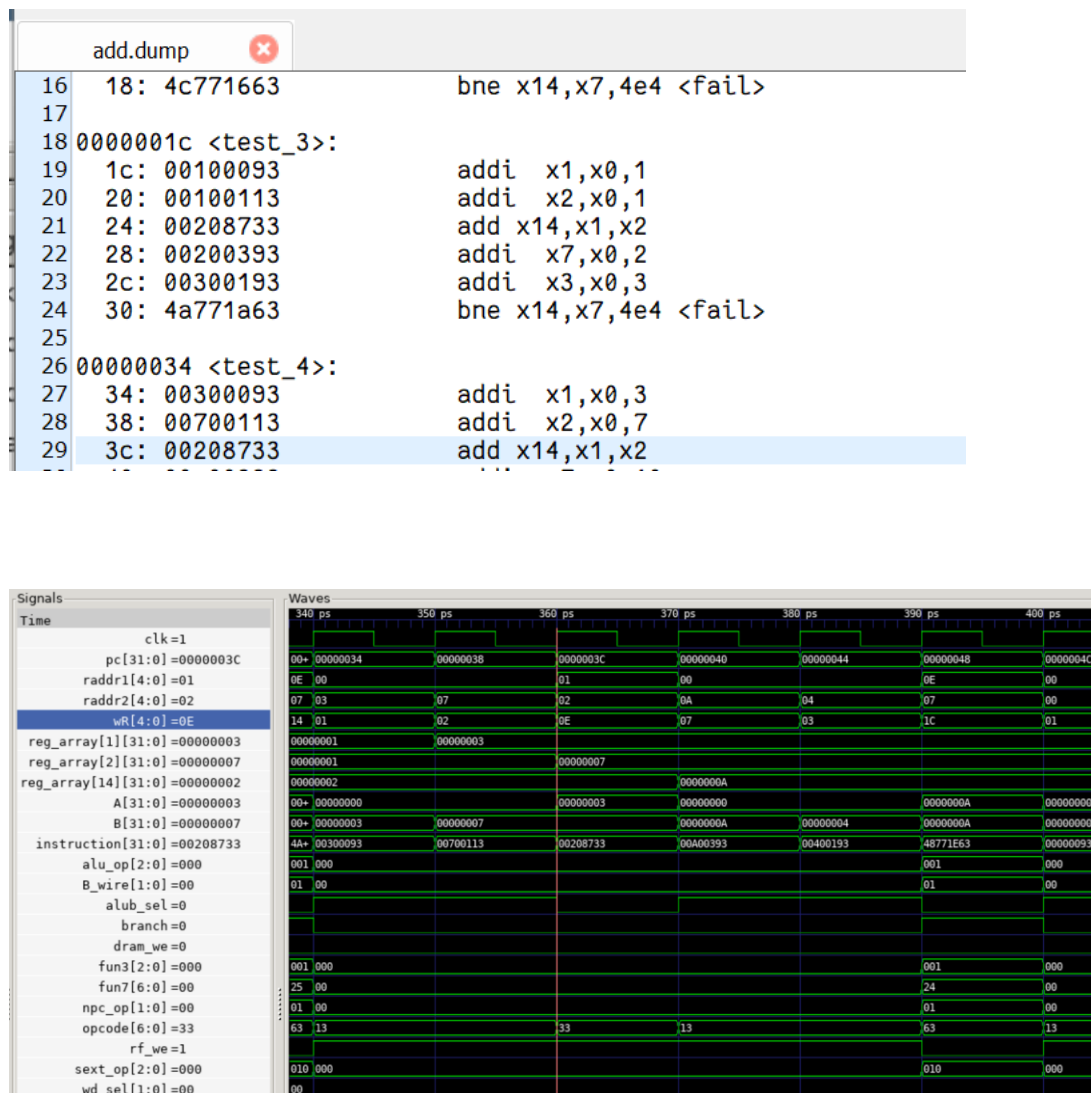 add.dump
16 18: 4c771663 bne x14,x7,4e4 <fail>
17
18 0000001c <test_3>:
19 1c: 00100093 addi x1,x0,1
20 20: 00100113 addi x2,x0,1
21 24: 00208733 add x14,x1,x2
22 28: 00200393 addi x7,x0,2
23 2c: 00300193 addi x3,x0,3
24 30: 4a771a63 bne x14,x7,4e4 <fail>
25
26 00000034 <test_4>:
27 34: 00300093 addi x1,x0,3
28 38: 00700113 addi x2,x0,7
29 3c: 00208733 add x14,x1,x2
Signals Waves
Time 340 ps 350 ps 360 ps 370 ps 380 ps 390 ps 400 ps
clk=1
pc[31:0]=0000003C 00+ 00000034 00000038 0000003C 00000040 00000044 00000048 0000004C
raddr1[4:0]=01 0E 00 01 00 0E 00
raddr2[4:0]=02 07 03 07 02 0A 04 07 00
wR[4:0]=0E 14 01 02 0E 07 03 1C 01
reg_array[1][31:0]=00000003 00000001 00000003
reg_array[2][31:0]=00000007 00000001 00000007
reg_array[14][31:0]=00000002 00000002 0000000A
A[31:0]=00000003 00+ 00000000 00000003 00000000 0000000A 00000000
B[31:0]=00000007 00+ 00000003 00000007 0000000A 00000004 0000000A 00000000
instruction[31:0]=00208733 4A+ 00300093 00700113 00208733 00A00393 00400193 48771E63 00000093
alu_op[2:0]=000 001 000 001 000
B_wire[1:0]=00 01 00 01 00
alub_sel=0
branch=0
dram_we=0
fun3[2:0]=000 001 000 001 000
fun7[6:0]=00 25 00 24 00
npc_op[1:0]=00 01 00 01 00
opcode[6:0]=33 63 13 33 13 63 13
rf_we=1
sext_op[2:0]=000 010 000 010 000
wd_sel[1:0]=00 00